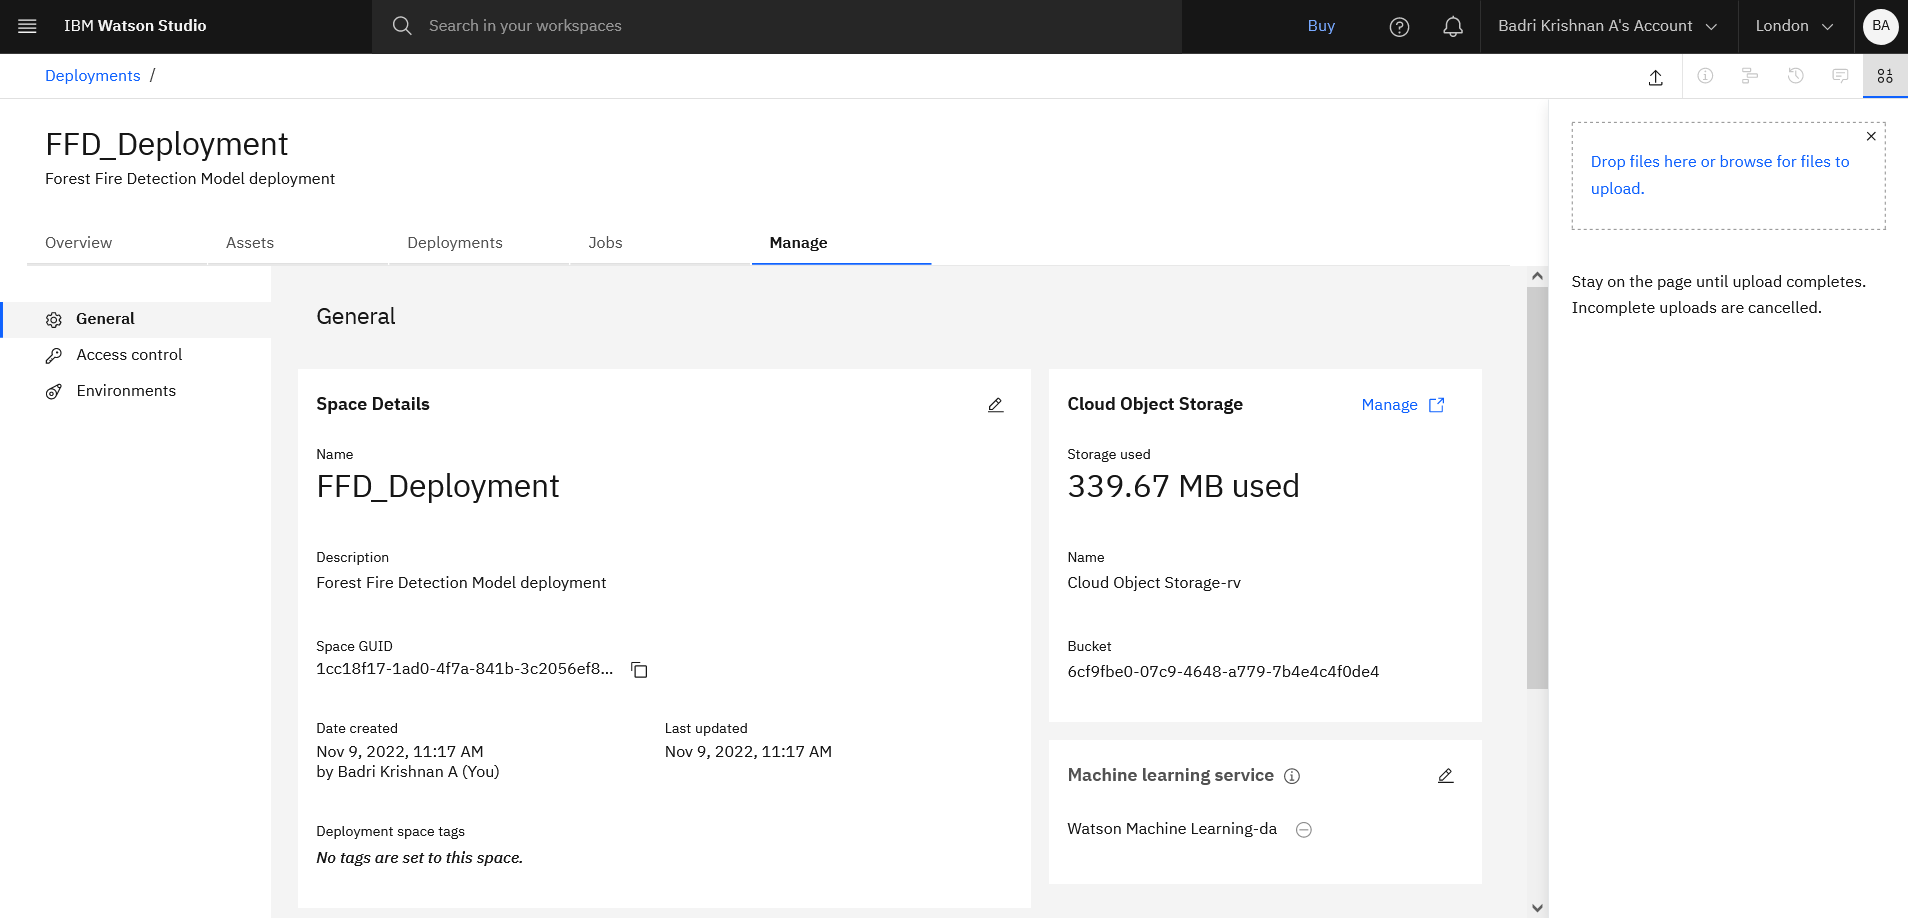 IBM Watson Studio
Search in your workspaces
Buy
Badri Krishnan A's Account
London
BA
Deployments /
FFD_Deployment
Forest Fire Detection Model deployment
Overview
Assets
Deployments
Jobs
Manage
General
Access control
Environments
General
Space Details
Name
FFD_Deployment
Description
Forest Fire Detection Model deployment
Space GUID
1cc18f17-1ad0-4f7a-841b-3c2056ef8...
Date created
Nov 9, 2022, 11:17 AM
by Badri Krishnan A (You)
Last updated
Nov 9, 2022, 11:17 AM
Deployment space tags
No tags are set to this space.
Cloud Object Storage
Manage
Storage used
339.67 MB used
Name
Cloud Object Storage-rv
Bucket
6cf9fbe0-07c9-4648-a779-7b4e4c4f0de4
Machine learning service
Watson Machine Learning-da
Drop files here or browse for files to
upload.
Stay on the page until upload completes.
Incomplete uploads are cancelled.